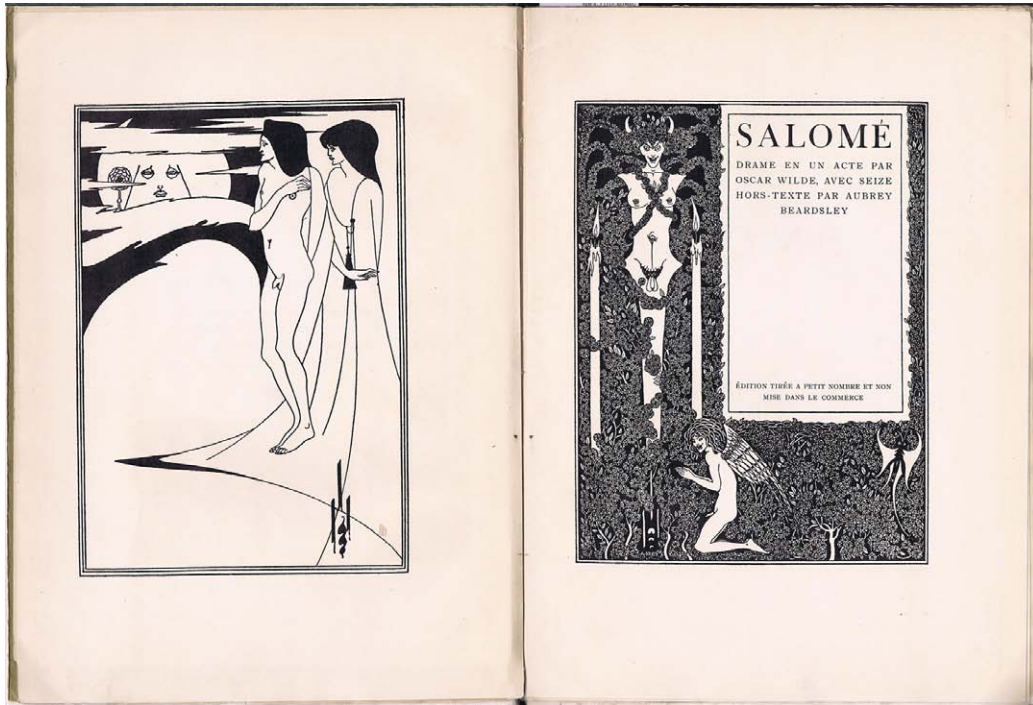 SALOMÉ
DRAME EN UN ACTE PAR
OSCAR WILDE, AVEC SEIZE
HORS-TEXTE PAR AUBREY
BEARDSLEY
ÉDITION TIRÉE A PETIT NOMBRE ET NON
MISE DANS LE COMMERCE